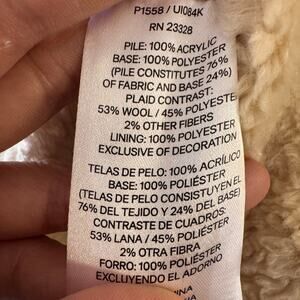 P1558 / UI084K
RN 23328
PILE: 100% ACRYLIC
BASE: 100% POLYESTER
(PILE CONSTITUTES 76%
OF FABRIC AND BASE 24%)
PLAID CONTRAST:
53% WOOL / 45% POLYESTE
2% OTHER FIBERS
LINING: 100% POLYESTER
EXCLUSIVE OF DECORATION
TELAS DE PELO: 100% ACRÍLICO
BASE: 100% POLIÉSTER
(TELAS DE PELO CONSISTUYEN EL
76% DEL TEJIDO Y 24% DEL BASE)
CONTRASTE DE CUADROS:
53% LANA / 45% POLIÉSTER
2% OTRA FIBRA
FORRO: 100% POLIÉSTER
EXCLUYENDO EL ADORNO
INA